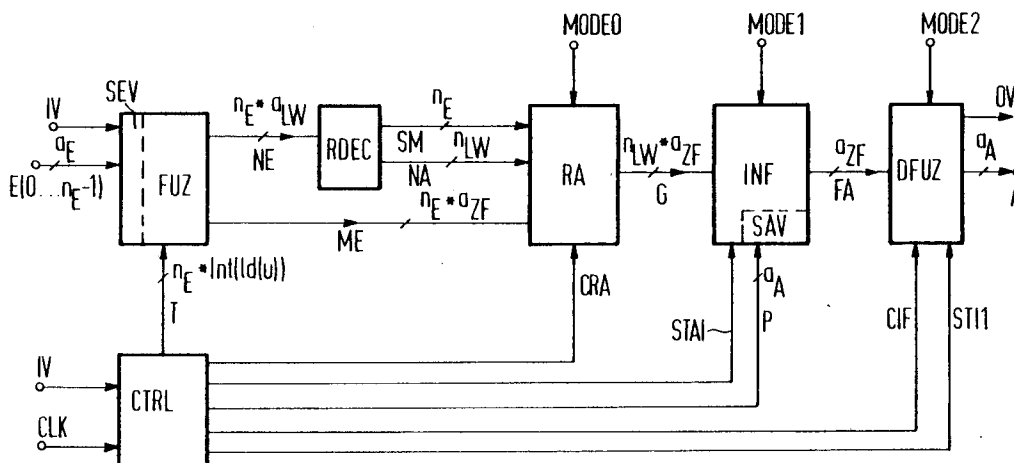 MODE0
MODE1
MODE2
SEV
IV
a_E
E(0...n_E-1)
FUZ
n_E*a_LW
NE
RDEC
n_E
SM
n_LW
NA
n_E*a_ZF
ME
RA
n_LW*a_ZF
G
INF
SAV
a_ZF
FA
DFUZ
OV
a_A
n_E*Int(ld(u))
T
CRA
STAI
a_A
P
CIF
STI1
IV
CLK
CTRL